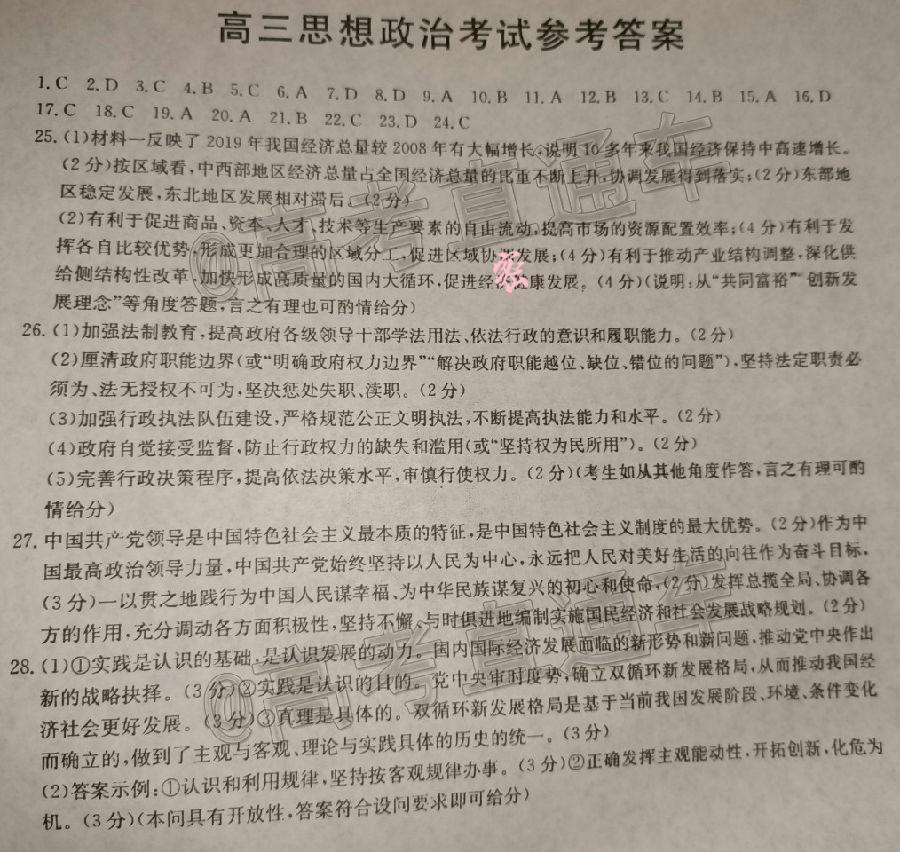 高三思想政治考试参考答案
1.C 2.D 3.C 4.B 5.C 6.A 7.D 8.D 9.A 10.B 11.A 12.B 13.C 14.B 15.A 16.D
17.C 18.C 19.A 20.A 21.B 22.C 23.D 24.C
25.(1)材料一反映了2019年我国经济总量较2008年有大幅增长,说明10多年来我国经济保持中高速增长。
(2分)按区域看,中西部地区经济总量占全国经济总量的比重不断上升,协调发展得到落实;(2分)东部地
区稳定发展,东北地区发展相对滞后。(2分)
(2)有利于促进商品、资本、人才、技术等生产要素的自由流动,提高市场的资源配置效率;(4分)有利于发
挥各自比较优势,形成更加合理的区域分工,促进区域协调发展;(4分)有利于推动产业结构调整,深化供
给侧结构性改革,加快形成高质量的国内大循环,促进经济健康发展。(4分)(说明:从“共同富裕”“创新发
展理念”等角度答题,言之有理也可酌情给分)
26.(1)加强法制教育,提高政府各级领导干部学法用法、依法行政的意识和履职能力。(2分)
(2)厘清政府职能边界(或“明确政府权力边界”“解决政府职能越位、缺位、错位的问题”),坚持法定职责必
须为、法无授权不可为,坚决惩处失职、渎职。(2分)
(3)加强行政执法队伍建设,严格规范公正文明执法,不断提高执法能力和水平。(2分)
(4)政府自觉接受监督,防止行政权力的缺失和滥用(或“坚持权为民所用”)。(2分)
(5)完善行政决策程序,提高依法决策水平,审慎行使权力。(2分)(考生如从其他角度作答,言之有理可酌
情给分)
27.中国共产党领导是中国特色社会主义最本质的特征,是中国特色社会主义制度的最大优势。(2分)作为中
国最高政治领导力量,中国共产党始终坚持以人民为中心,永远把人民对美好生活的向往作为奋斗目标,
(3分)一以贯之地践行为中国人民谋幸福、为中华民族谋复兴的初心和使命,(2分)发挥总揽全局、协调各
方的作用,充分调动各方面积极性,坚持不懈、与时俱进地编制实施国民经济和社会发展战略规划。(2分)
28.(1)①实践是认识的基础,是认识发展的动力。国内国际经济发展面临的新形势和新问题,推动党中央作出
新的战略抉择。(3分)②实践是认识的目的。党中央审时度势,确立双循环新发展格局,从而推动我国经
济社会更好发展。(3分)③真理是具体的。双循环新发展格局是基于当前我国发展阶段、环境、条件变化
而确立的,做到了主观与客观、理论与实践具体的历史的统一。(3分)
(2)答案示例:①认识和利用规律,坚持按客观规律办事。(3分)②正确发挥主观能动性,开拓创新,化危为
机。(3分)(本问具有开放性,答案符合设问要求即可给分)
@高考直通车
@高考直通车